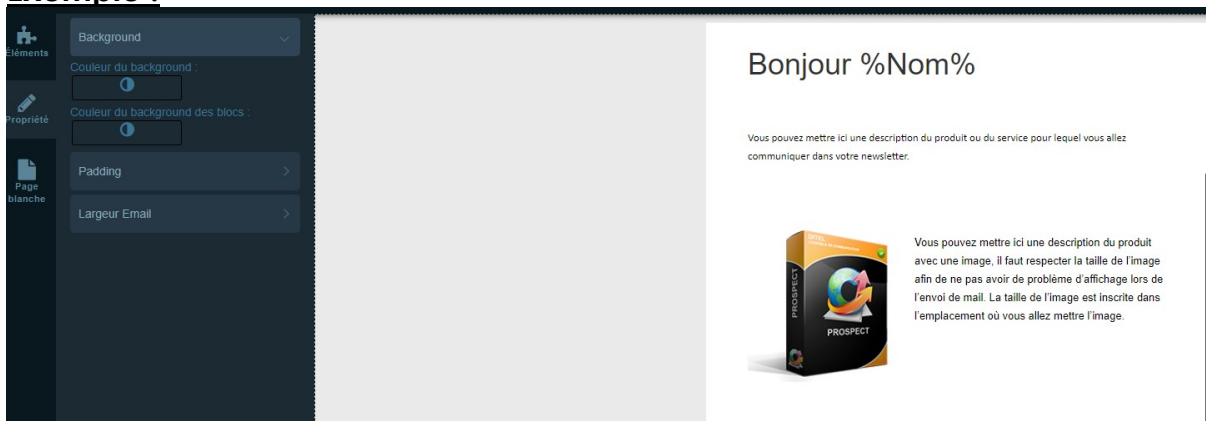 Exemple :
Éléments
Propriété
Page
blanche
Background
Couleur du background :
Couleur du background des blocs :
Padding
Largeur Email
Bonjour %Nom%
Vous pouvez mettre ici une description du produit ou du service pour lequel vous allez
communiquer dans votre newsletter.
DITEL
PROSPECT
PROSPECT
Vous pouvez mettre ici une description du produit
avec une image, il faut respecter la taille de l'image
afin de ne pas avoir de problème d'affichage lors de
l'envoi de mail. La taille de l'image est inscrite dans
l'emplacement où vous allez mettre l'image.